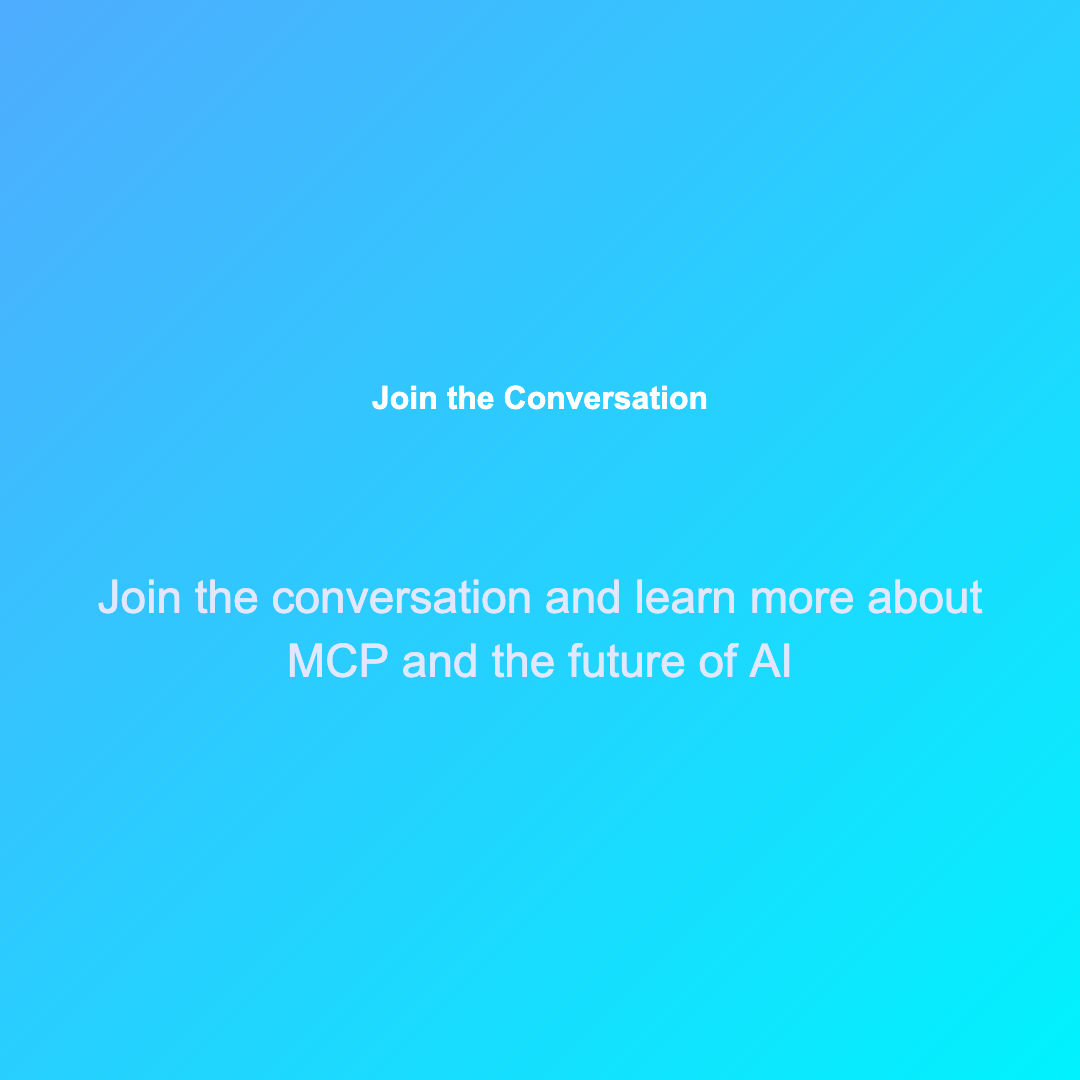 Join the Conversation
Join the conversation and learn more about
MCP and the future of AI